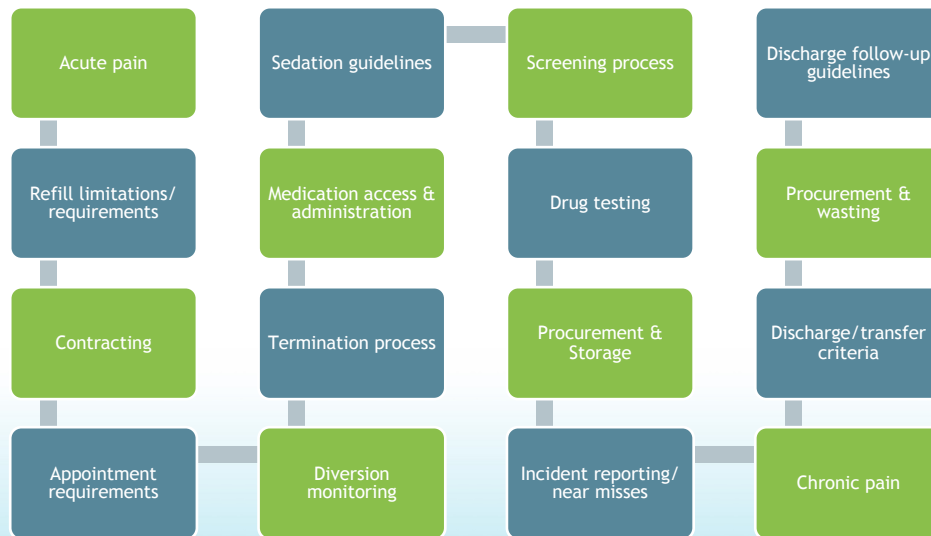 Acute pain
Refill limitations/
requirements
Contracting
Appointment
requirements
Diversion
monitoring
Termination process
Medication access &
administration
Sedation guidelines
Screening process
Drug testing
Procurement &
Storage
Incident reporting/
near misses
Chronic pain
Discharge/transfer
criteria
Procurement &
wasting
Discharge follow-up
guidelines